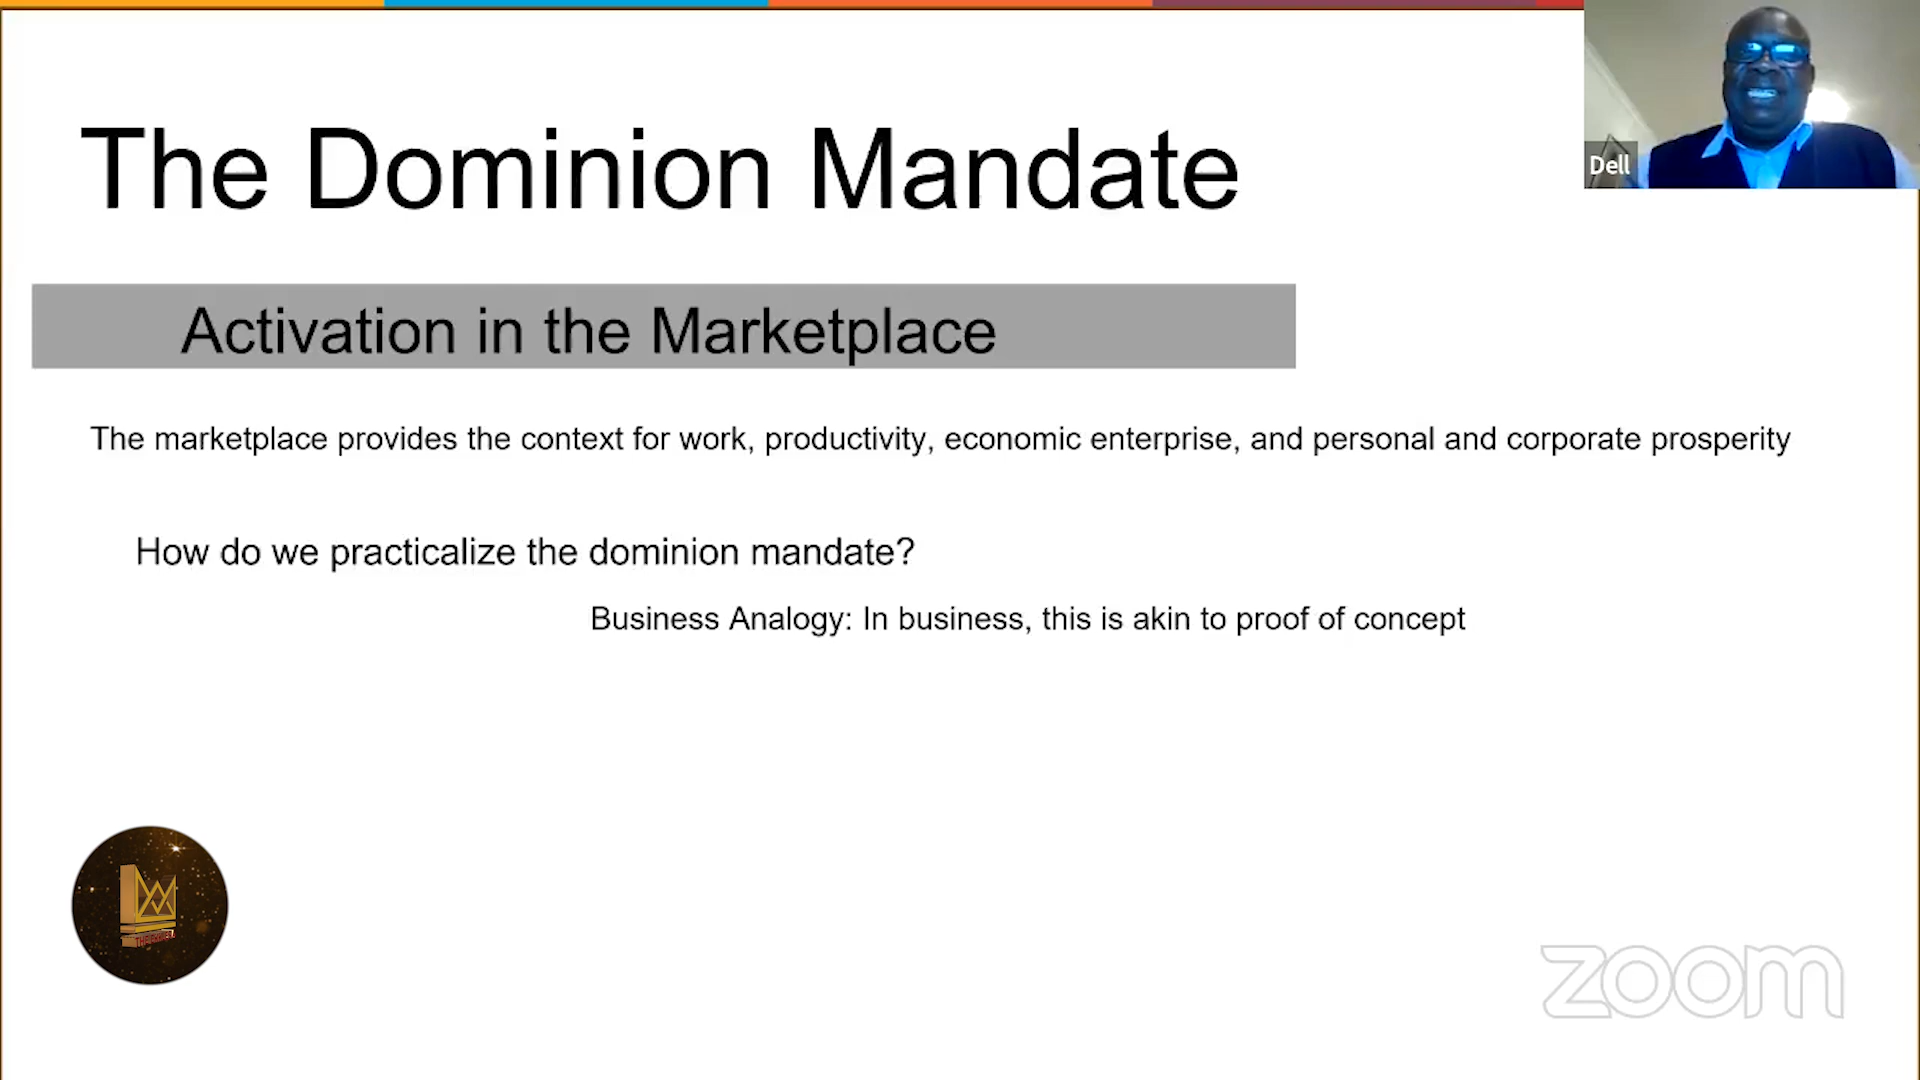 The Dominion Mandate
Dell
Activation in the Marketplace
The marketplace provides the context for work, productivity, economic enterprise, and personal and corporate prosperity
How do we practicalize the dominion mandate?
Business Analogy: In business, this is akin to proof of concept
zoom